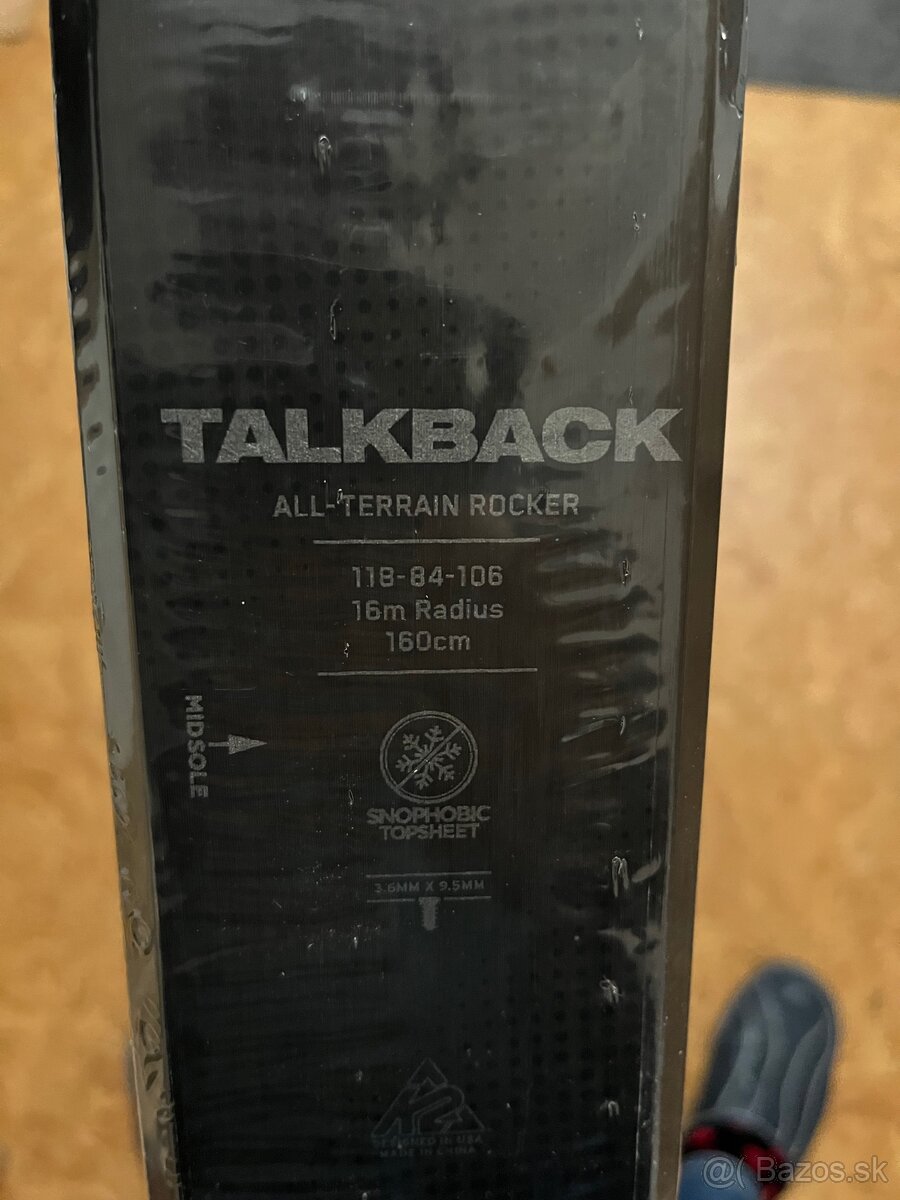 TALKBACK
ALL-TERRAIN ROCKER
118-84-106
16m Radius
160cm
MIDSOLE
SNOPHOBIC
TOPSHEET
3.6MM X 9.5MM
K2
DESIGNED IN USA
MADE IN CHINA
@( Bazos.sk